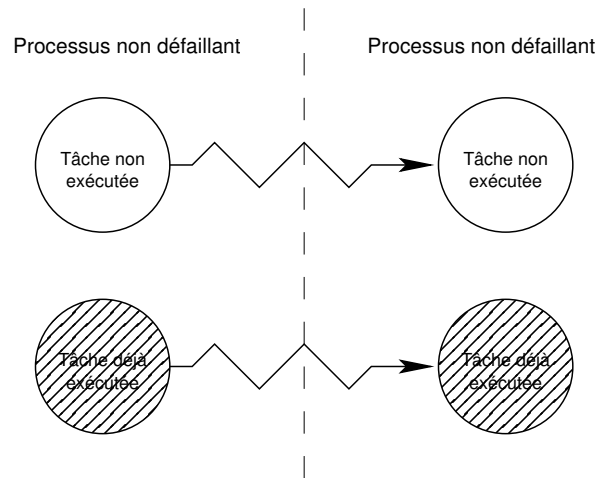 Processus non défaillant
Processus non défaillant
Tâche non
exécutée
Tâche non
exécutée
Tâche déjà
exécutée
Tâche déjà
exécutée